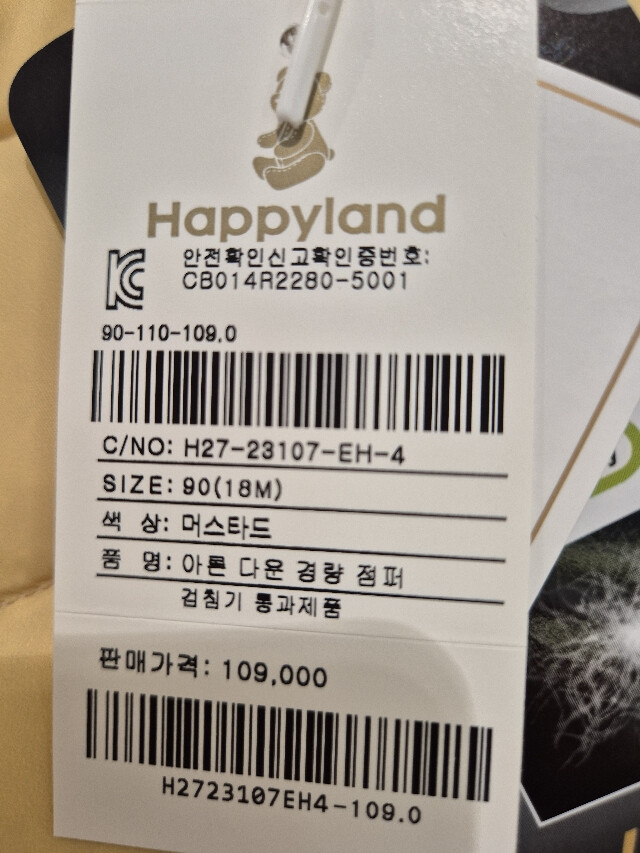 Happyland
안전확인신고확인증번호:
CB014R2280-5001
90-110-109.0
C/NO: H27-23107-EH-4
SIZE: 90(18M)
색 상: 머스타드
품 명: 아론 다운 경량 점퍼
검침기 통과제품
판매가격: 109,000
H2723107EH4-109.0